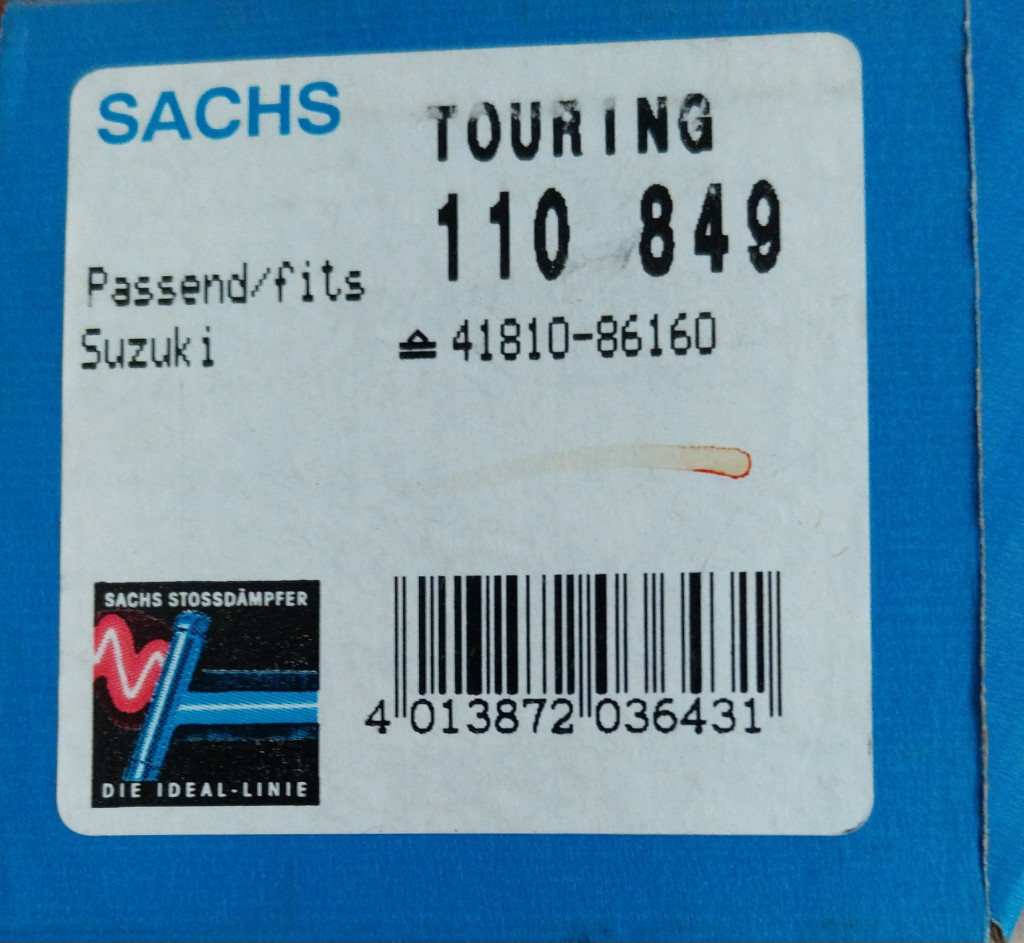 SACHS
TOURING
110 849
Passend/fits
Suzuki ≙ 41810-86160
SACHS STOSSDÄMPFER
DIE IDEAL-LINIE
4 013872 036431